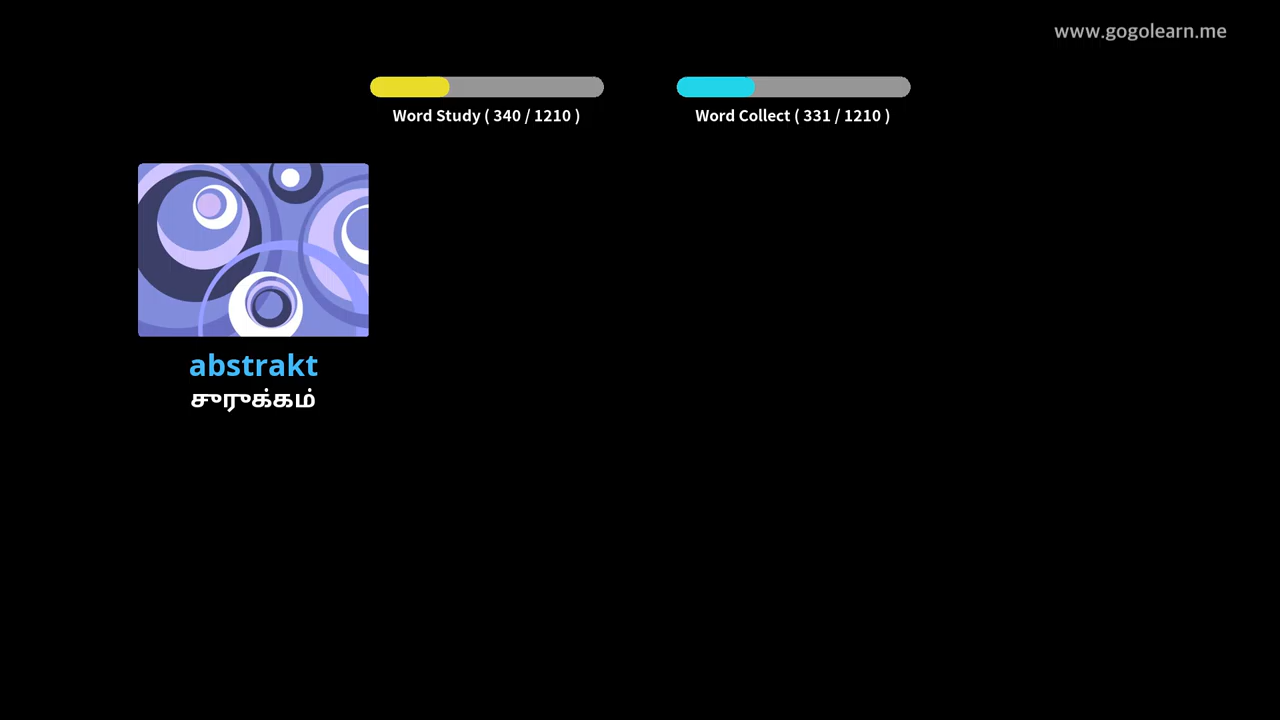 www.gogolearn.me
Word Study ( 340 / 1210 )
Word Collect ( 331 / 1210 )
abstrakt
சுருக்கம்